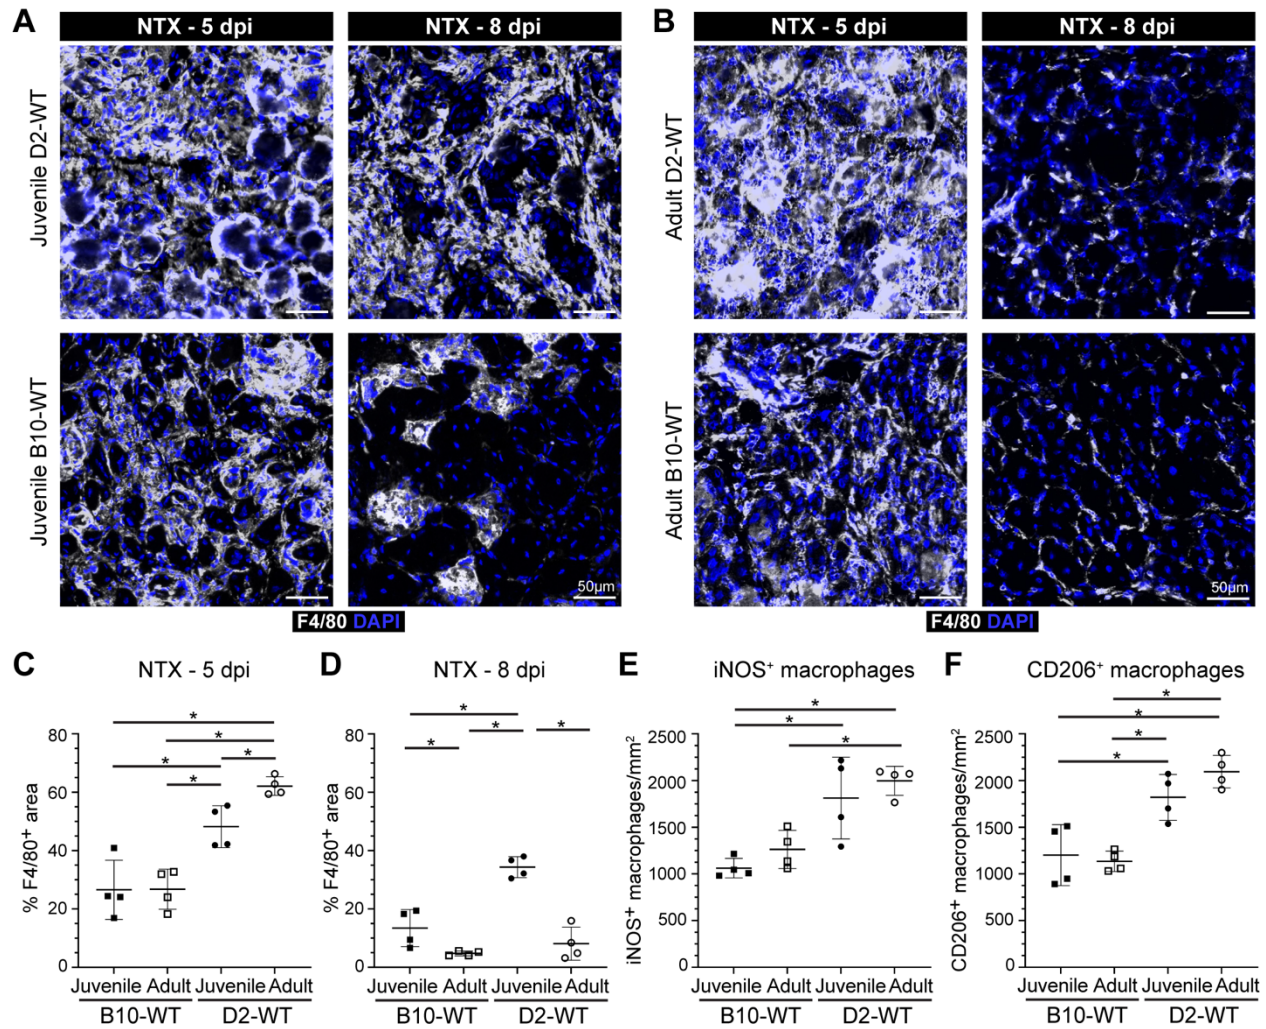 A
NTX - 5 dpi
NTX - 8 dpi
B
NTX - 5 dpi
NTX - 8 dpi
Juvenile D2-WT
Adult D2-WT
Juvenile B10-WT
50µm
Adult B10-WT
50µm
F4/80 DAPI
F4/80 DAPI
C
NTX - 5 dpi
% F4/80+ area
80
60
40
20
0
* * * * *
Juvenile Adult Juvenile Adult
B10-WT D2-WT
D
NTX - 8 dpi
% F4/80+ area
80
60
40
20
0
* * * *
Juvenile Adult Juvenile Adult
B10-WT D2-WT
E
iNOS+ macrophages
iNOS+ macrophages/mm2
2500
2000
1500
1000
500
0
* * *
Juvenile Adult Juvenile Adult
B10-WT D2-WT
F
CD206+ macrophages
CD206+ macrophages/mm2
2500
2000
1500
1000
500
0
* * * *
Juvenile Adult Juvenile Adult
B10-WT D2-WT